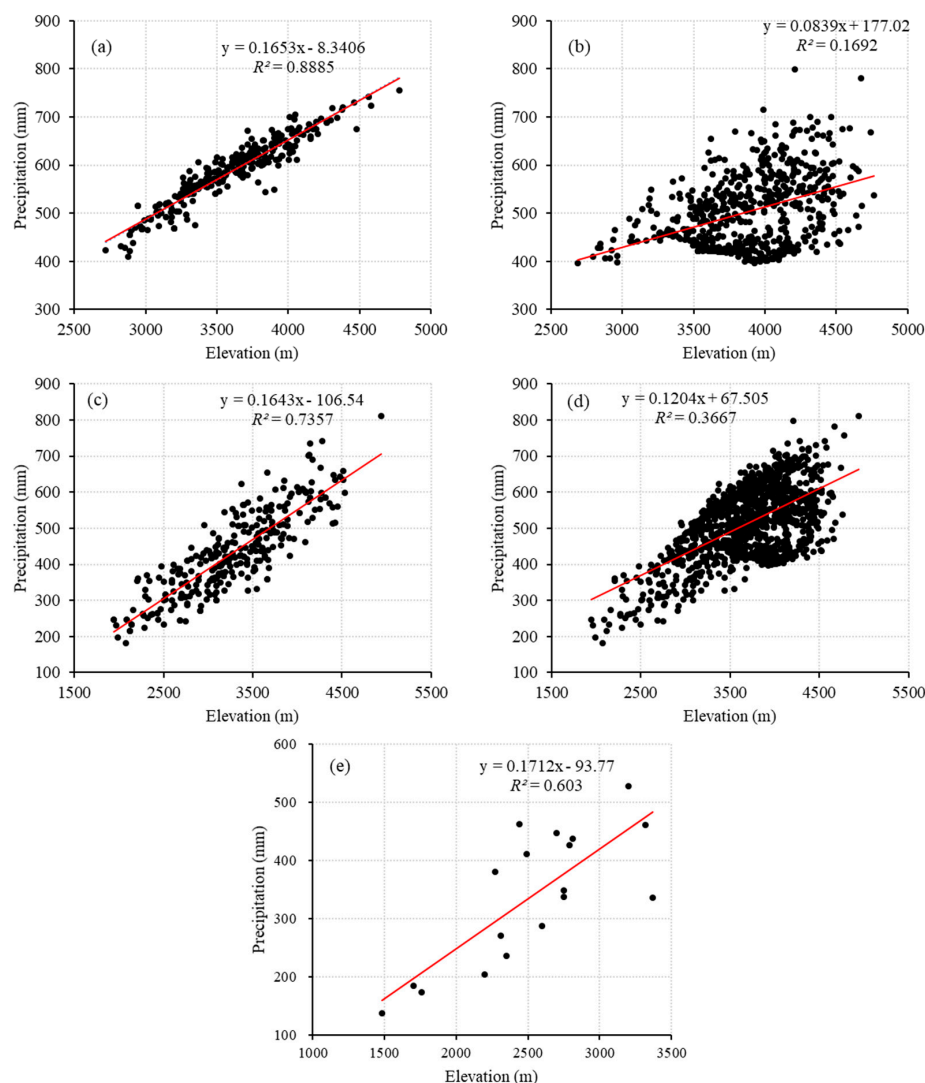 (a)
y = 0.1653x - 8.3406
R² = 0.8885
Precipitation (mm)
900
800
700
600
500
400
300
2500 3000 3500 4000 4500 5000
Elevation (m)
(b)
y = 0.0839x + 177.02
R² = 0.1692
Precipitation (mm)
900
800
700
600
500
400
300
2500 3000 3500 4000 4500 5000
Elevation (m)
(c)
y = 0.1643x - 106.54
R² = 0.7357
Precipitation (mm)
900
800
700
600
500
400
300
200
100
1500 2500 3500 4500 5500
Elevation (m)
(d)
y = 0.1204x + 67.505
R² = 0.3667
Precipitation (mm)
900
800
700
600
500
400
300
200
100
1500 2500 3500 4500 5500
Elevation (m)
(e)
y = 0.1712x - 93.77
R² = 0.603
Precipitation (mm)
600
500
400
300
200
100
1000 1500 2000 2500 3000 3500
Elevation (m)